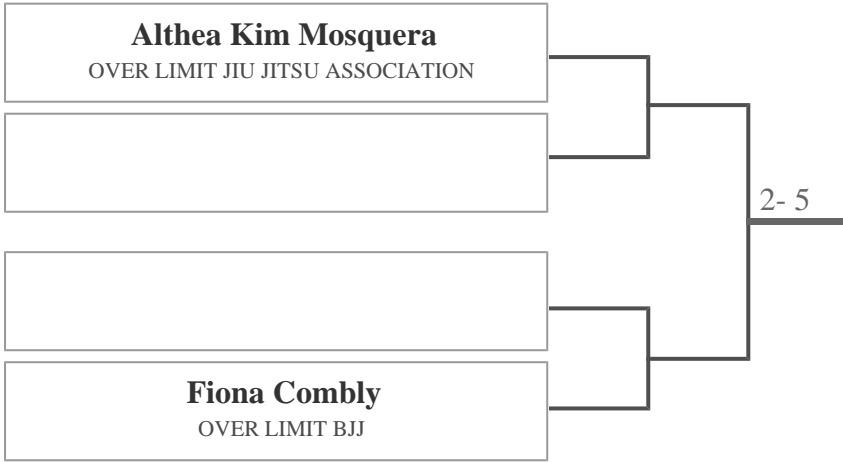 Althea Kim Mosquera
OVER LIMIT JIU JITSU ASSOCIATION
2- 5
Fiona Combly
OVER LIMIT BJJ